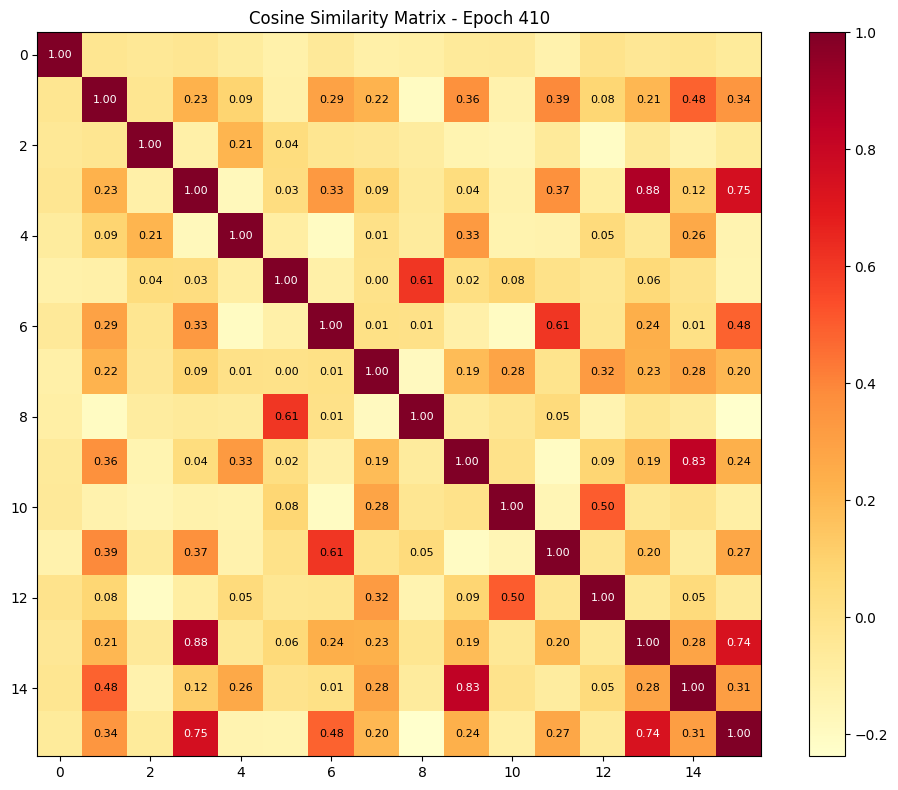 Cosine Similarity Matrix - Epoch 410
0 1.00
1.00 0.23 0.09 0.29 0.22 0.36 0.39 0.08 0.21 0.48 0.34
2 1.00 0.21 0.04
0.23 1.00 0.03 0.33 0.09 0.04 0.37 0.88 0.12 0.75
4 0.09 0.21 1.00 0.01 0.33 0.05 0.26
0.04 0.03 1.00 0.00 0.61 0.02 0.08 0.06
6 0.29 0.33 1.00 0.01 0.01 0.61 0.24 0.01 0.48
0.22 0.09 0.01 0.00 0.01 1.00 0.19 0.28 0.32 0.23 0.28 0.20
8 0.61 0.01 1.00 0.05
0.36 0.04 0.33 0.02 0.19 1.00 0.09 0.19 0.83 0.24
10 0.08 0.28 1.00 0.50
0.39 0.37 0.61 0.05 1.00 0.20 0.27
12 0.08 0.05 0.32 0.09 0.50 1.00 0.05
0.21 0.88 0.06 0.24 0.23 0.19 0.20 1.00 0.28 0.74
14 0.48 0.12 0.26 0.01 0.28 0.83 0.05 0.28 1.00 0.31
0.34 0.75 0.48 0.20 0.24 0.27 0.74 0.31 1.00
0 2 4 6 8 10 12 14
1.0
0.8
0.6
0.4
0.2
0.0
−0.2